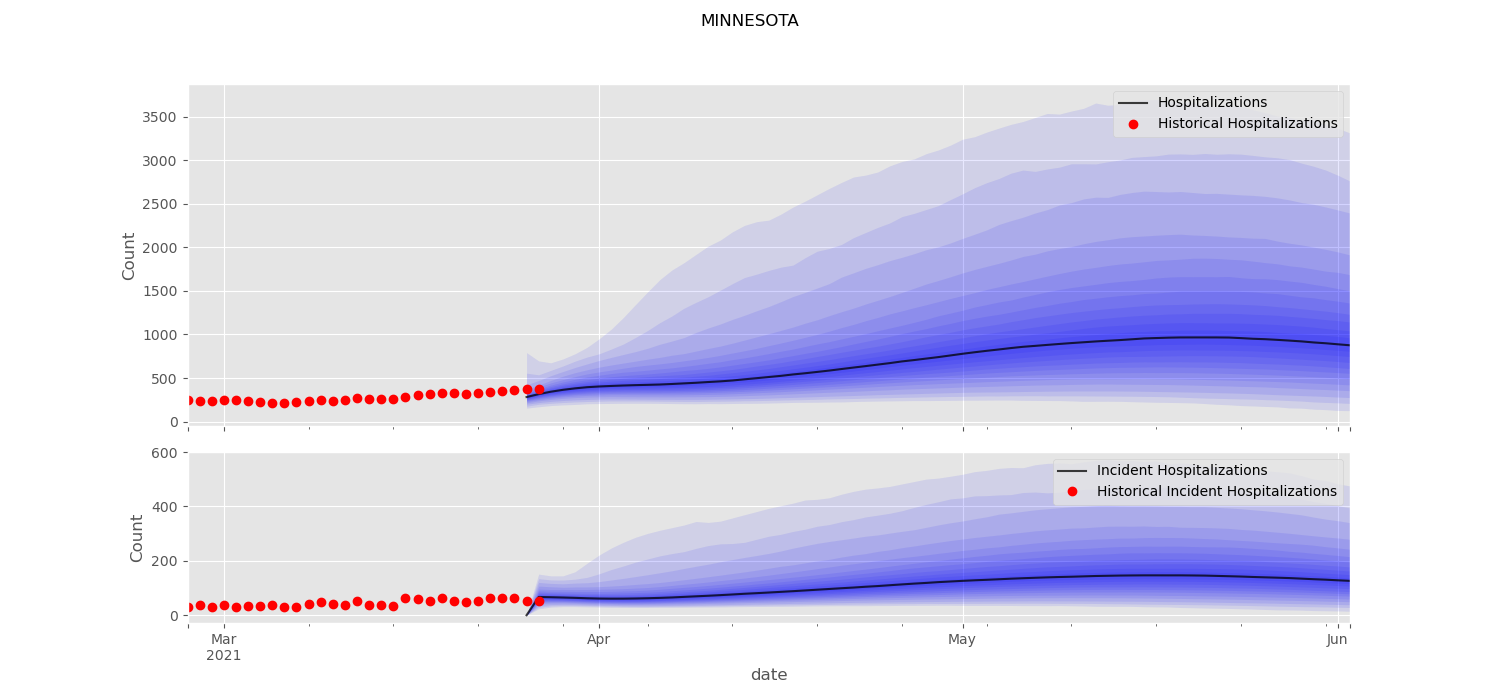 MINNESOTA
Hospitalizations
Historical Hospitalizations
3500
3000
2500
2000
1500
1000
500
0
Count
Incident Hospitalizations
Historical Incident Hospitalizations
600
400
200
0
Count
Mar
2021
Apr
May
Jun
date